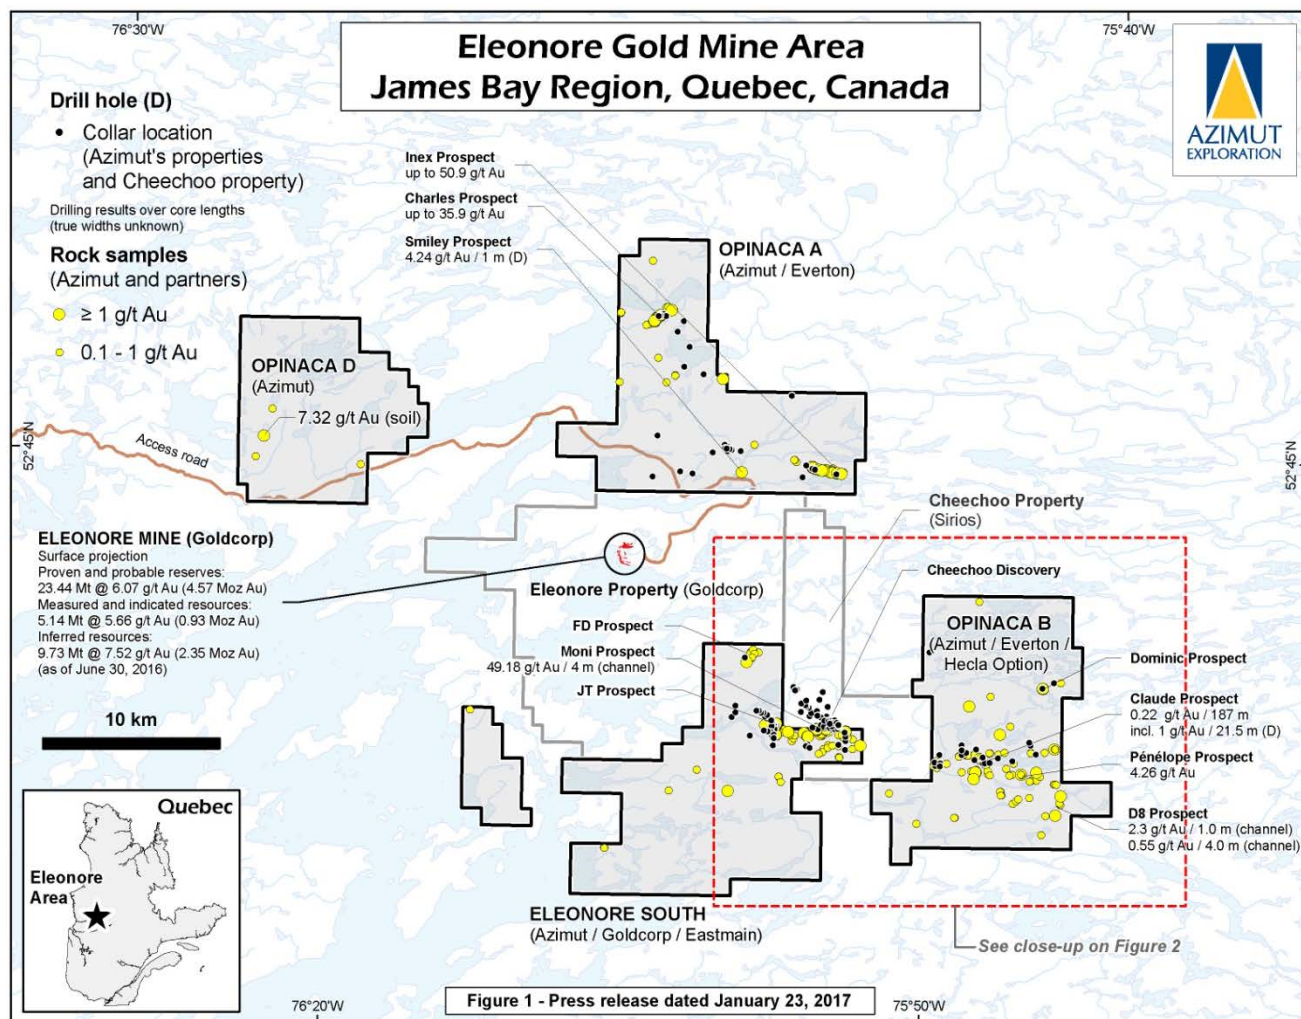 76°30'W
75°40'W
Eleonore Gold Mine Area
James Bay Region, Quebec, Canada
AZIMUT
EXPLORATION
Drill hole (D)
Collar location
(Azimut's properties
and Cheechoo property)
Drilling results over core lengths
(true widths unknown)
Rock samples
(Azimut and partners)
≥ 1 g/t Au
0.1 - 1 g/t Au
Inex Prospect
up to 50.9 g/t Au
Charles Prospect
up to 35.9 g/t Au
Smiley Prospect
4.24 g/t Au / 1 m (D)
OPINACA A
(Azimut / Everton)
OPINACA D
(Azimut)
7.32 g/t Au (soil)
52°45'N
Access road
52°45'N
ELEONORE MINE (Goldcorp)
Surface projection
Proven and probable reserves:
23.44 Mt @ 6.07 g/t Au (4.57 Moz Au)
Measured and indicated resources:
5.14 Mt @ 5.66 g/t Au (0.93 Moz Au)
Inferred resources:
9.73 Mt @ 7.52 g/t Au (2.35 Moz Au)
(as of June 30, 2016)
Cheechoo Property
(Sirios)
Cheechoo Discovery
Eleonore Property (Goldcorp)
FD Prospect
Moni Prospect
49.18 g/t Au / 4 m (channel)
JT Prospect
OPINACA B
(Azimut / Everton /
Hecla Option)
Dominic Prospect
Claude Prospect
0.22 g/t Au / 187 m
incl. 1 g/t Au / 21.5 m (D)
Pénélope Prospect
4.26 g/t Au
D8 Prospect
2.3 g/t Au / 1.0 m (channel)
0.55 g/t Au / 4.0 m (channel)
10 km
Quebec
Eleonore
Area
ELEONORE SOUTH
(Azimut / Goldcorp / Eastmain)
See close-up on Figure 2
76°20'W
Figure 1 - Press release dated January 23, 2017
75°50'W